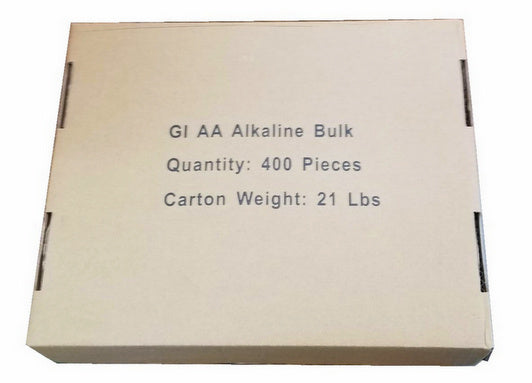 GI AA Alkaline Bulk
Quantity: 400 Pieces
Carton Weight: 21 Lbs